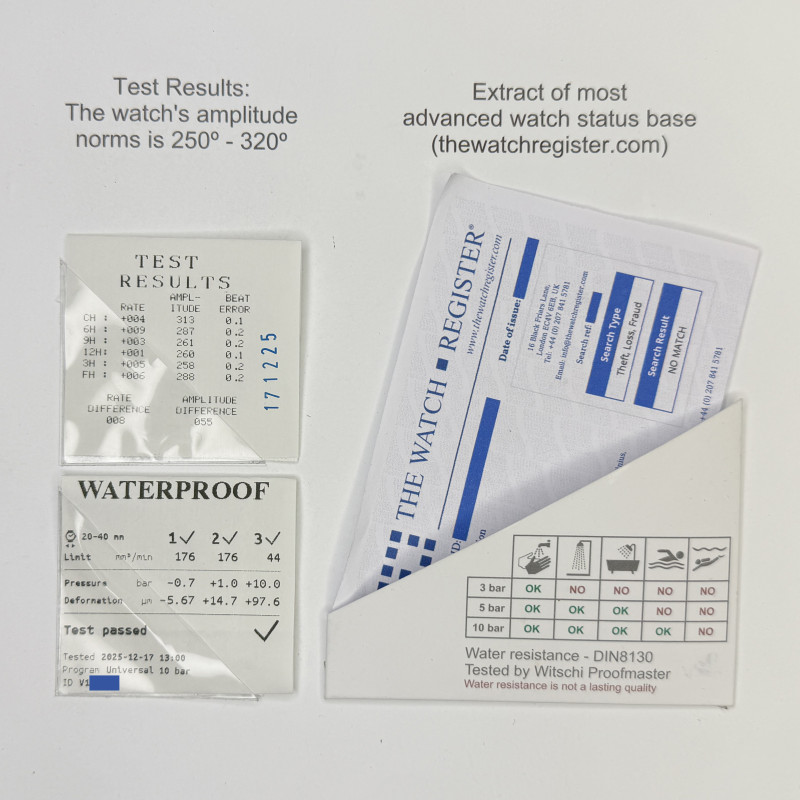 Test Results:
The watch's amplitude
norms is 250º - 320º
Extract of most
advanced watch status base
(thewatchregister.com)
TEST
RESULTS
RATE AMPL-ITUDE BEAT ERROR
CH : +004 313 0.1
6H : +009 287 0.2
9H : +003 261 0.2
12H: +001 260 0.1
3H : +005 258 0.2
FH : +006 288 0.2
RATE DIFFERENCE AMPLITUDE DIFFERENCE
008 055
171225
WATERPROOF
20-40 mm 1✓ 2✓ 3✓
Limit mm³/min 176 176 44
Pressure bar -0.7 +1.0 +10.0
Deformation µm -5.67 +14.7 +97.6
Test passed ✓
Tested 2025-12-17 13:00
Program Universal 10 bar
ID V1
THE WATCH REGISTER®
www.thewatchregister.com
Date of issue:
16 Black Friars Lane,
London EC4V 6ER, UK
Tel: +44 (0) 207 841 5781
Email: info@thewatchregister.com
Search ref:
Search Type
Theft, Loss, Fraud
Search Result
NO MATCH
+44 (0) 207 841 5781
ID:
3 bar OK NO NO NO NO
5 bar OK OK OK NO NO
10 bar OK OK OK OK NO
Water resistance - DIN8130
Tested by Witschi Proofmaster
Water resistance is not a lasting quality